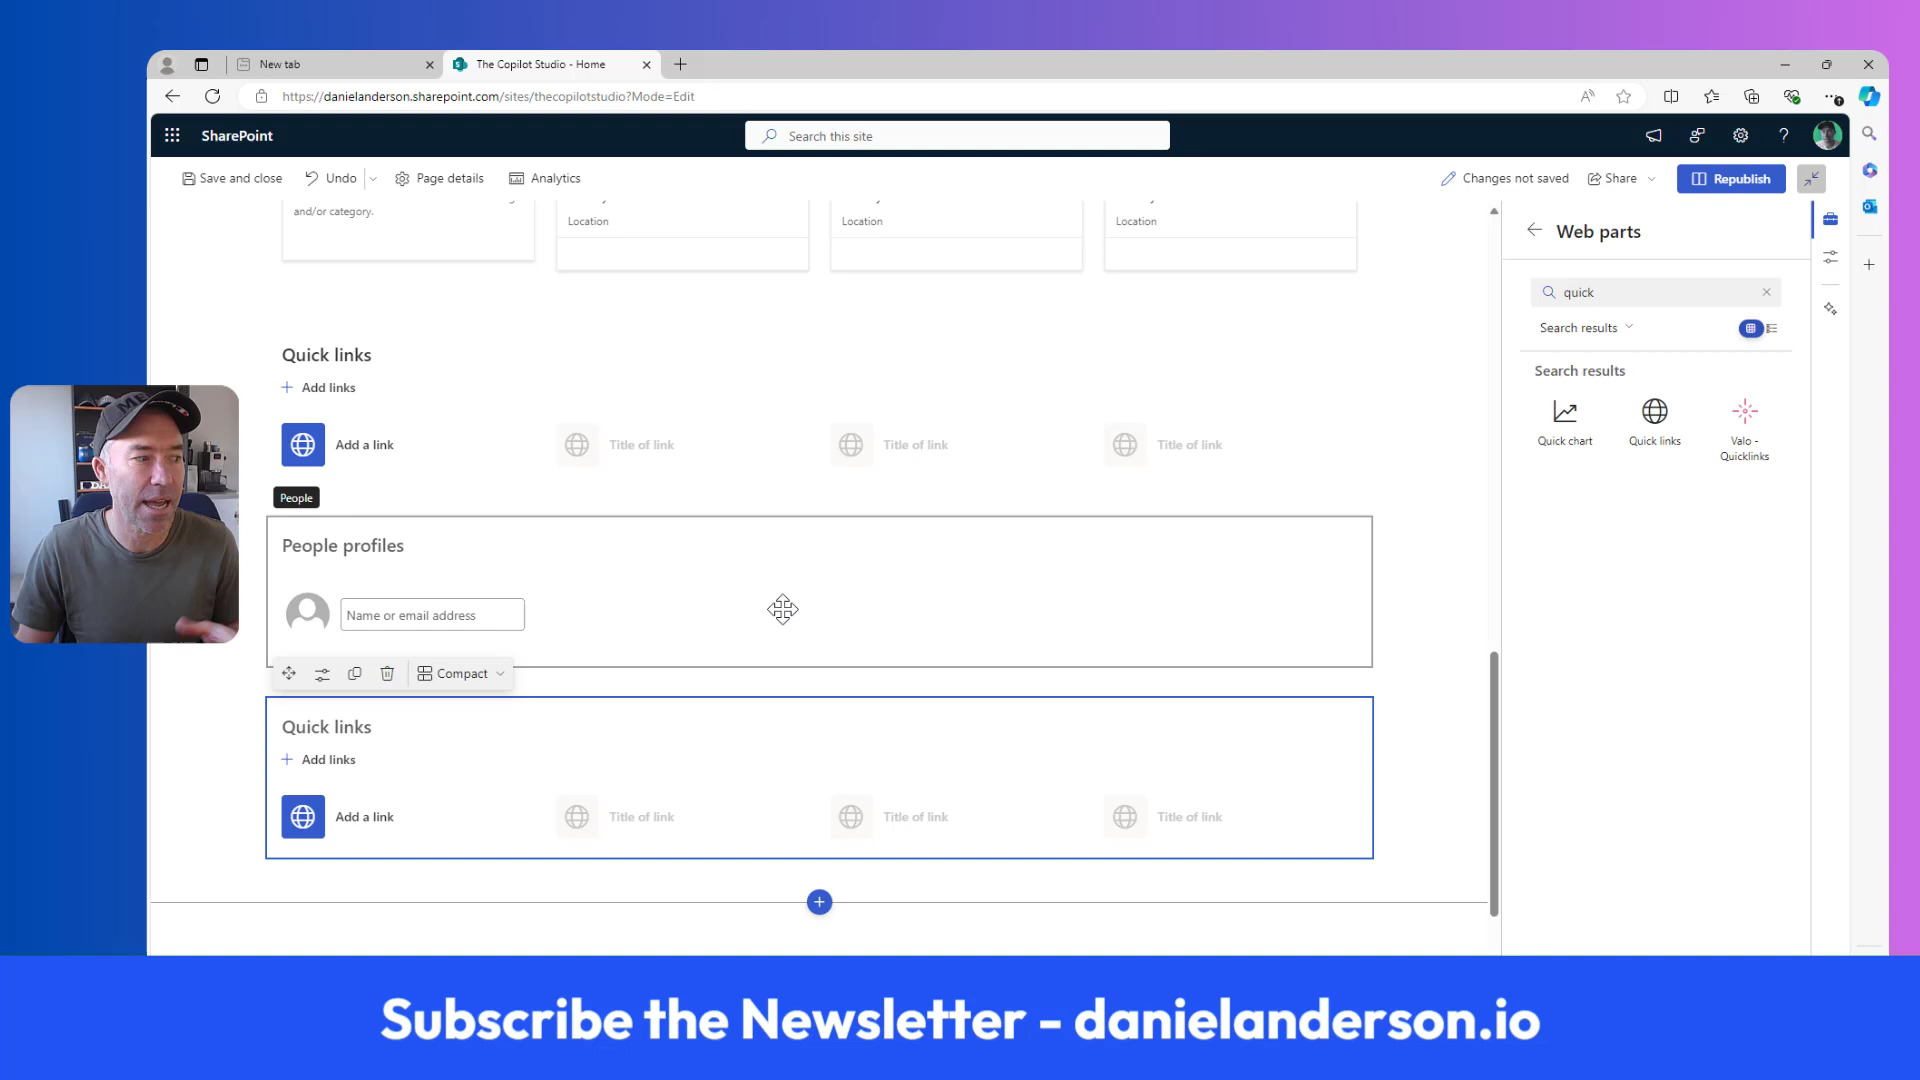 New tab
The Copilot Studio - Home
https://danielanderson.sharepoint.com/sites/thecopilotstudio?Mode=Edit
SharePoint
Search this site
Save and close
Undo
Page details
Analytics
Changes not saved
Share
Republish
and/or category.
Location
Location
Location
Web parts
quick
Search results
Search results
Quick chart
Quick links
Valo -
Quicklinks
Quick links
Add links
Add a link
Title of link
Title of link
Title of link
People
People profiles
Name or email address
Compact
Quick links
Add links
Add a link
Title of link
Title of link
Title of link
Subscribe the Newsletter - danielanderson.io